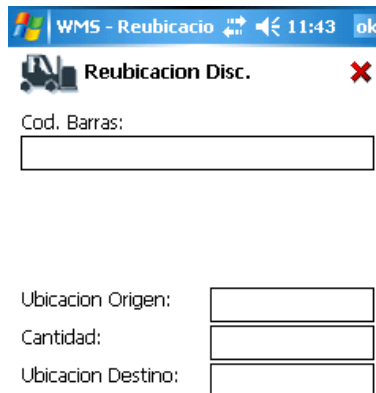 WMS - Reubicacio 11:43 ok
Reubicacion Disc.
Cod. Barras:
Ubicacion Origen:
Cantidad:
Ubicacion Destino: